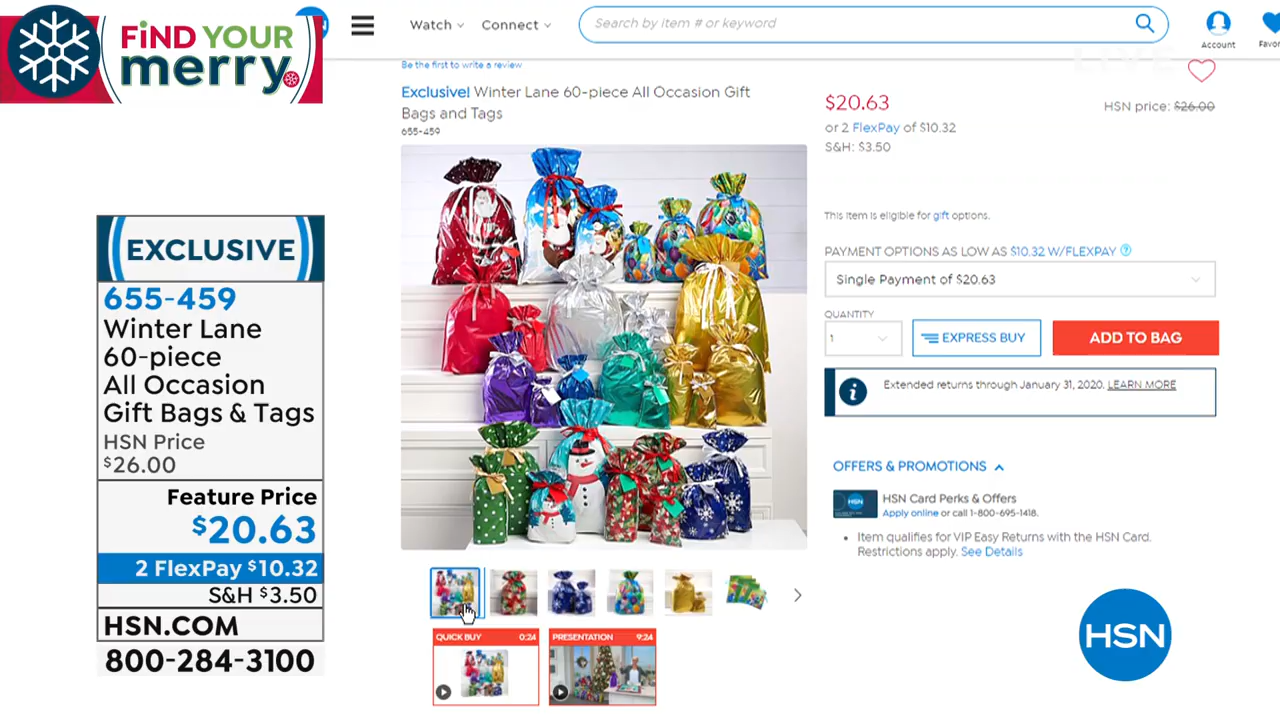 FIND YOUR
merry.
EXCLUSIVE
655-459
Winter Lane
60-piece
All Occasion
Gift Bags & Tags
HSN Price
$26.00
Feature Price
$20.63
2 FlexPay $10.32
S&H $3.50
HSN.COM
800-284-3100
Watch
Connect
Search by item # or keyword
Account
Favor
LIVE
Be the first to write a review
Exclusive! Winter Lane 60-piece All Occasion Gift
Bags and Tags
655-459
$20.63
HSN price: $26.00
or 2 FlexPay of $10.32
S&H: $3.50
This item is eligible for gift options.
PAYMENT OPTIONS AS LOW AS $10.32 W/FLEXPAY ?
Single Payment of $20.63
QUANTITY
1
EXPRESS BUY
ADD TO BAG
Extended returns through January 31, 2020. LEARN MORE
OFFERS & PROMOTIONS
HSN
HSN Card Perks & Offers
Apply online or call 1-800-695-1418.
• Item qualifies for VIP Easy Returns with the HSN Card.
Restrictions apply. See Details
QUICK BUY 0:24
PRESENTATION 9:24
HSN